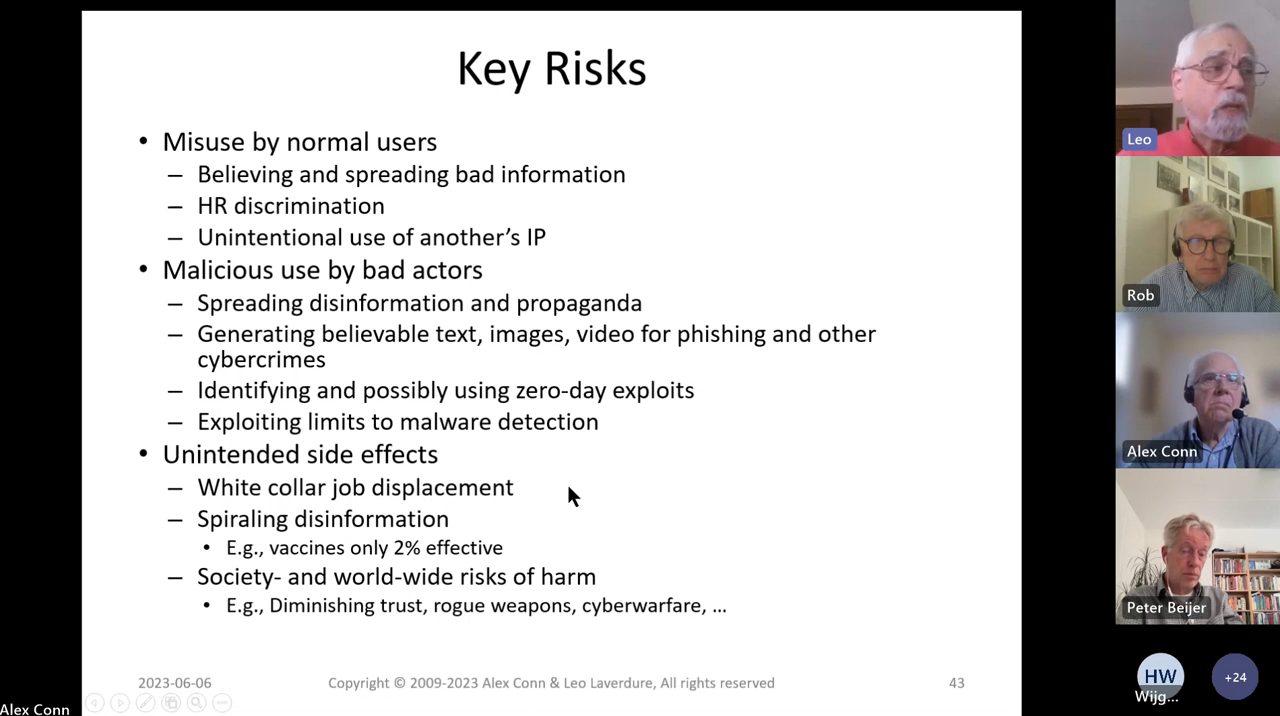 Key Risks
• Misuse by normal users
– Believing and spreading bad information
– HR discrimination
– Unintentional use of another’s IP
• Malicious use by bad actors
– Spreading disinformation and propaganda
– Generating believable text, images, video for phishing and other
cybercrimes
– Identifying and possibly using zero-day exploits
– Exploiting limits to malware detection
• Unintended side effects
– White collar job displacement
– Spiraling disinformation
• E.g., vaccines only 2% effective
– Society- and world-wide risks of harm
• E.g., Diminishing trust, rogue weapons, cyberwarfare, …
2023-06-06
Copyright © 2009-2023 Alex Conn & Leo Laverdure, All rights reserved
43
Alex Conn
Leo
Rob
Alex Conn
Peter Beijer
HW
Wijg...
+24